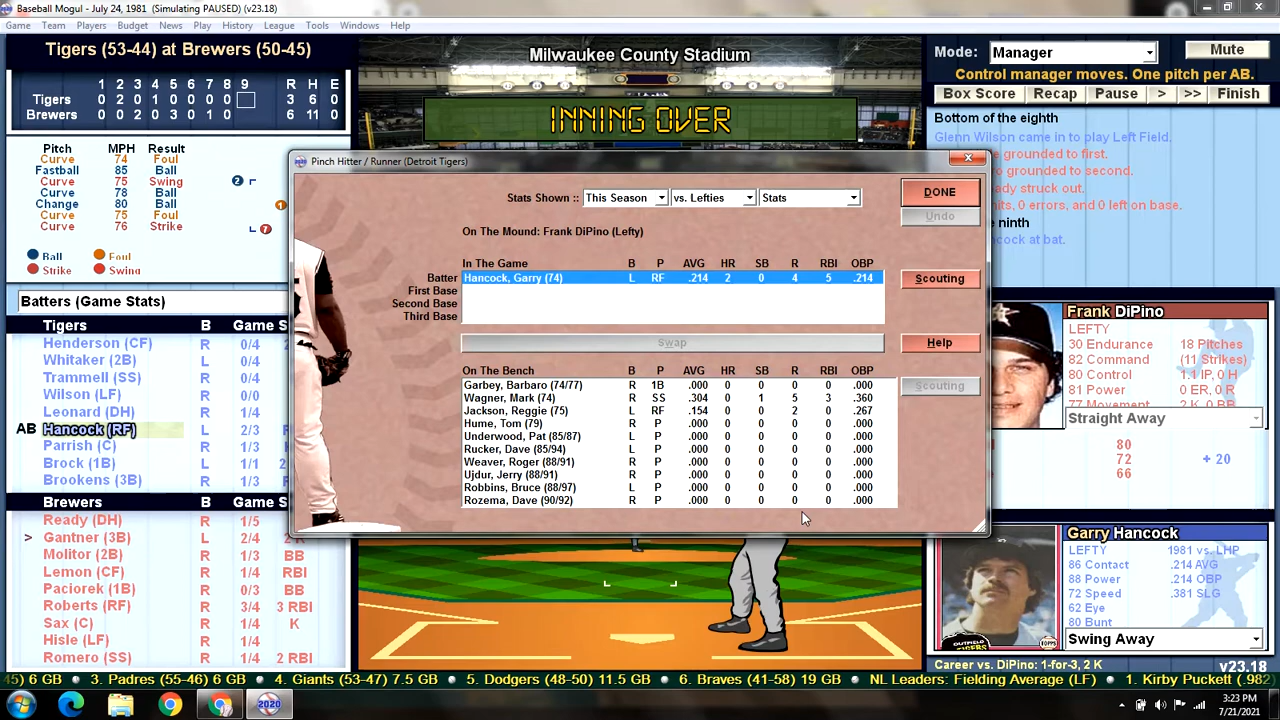 Baseball Mogul - July 24, 1981 (Simulating PAUSED) (v23.18)
Game Team Players Budget News Play History League Tools Windows Help
Tigers (53-44) at Brewers (50-45)
1 2 3 4 5 6 7 8 9 R H E
Tigers 0 2 0 1 0 0 0 0 3 6 0
Brewers 0 0 2 0 3 0 1 0 6 11 0
Pitch MPH Result
Curve 74 Foul
Fastball 85 Ball
Curve 75 Swing
Curve 78 Ball
Change 80 Ball
Curve 75 Foul
Curve 76 Strike
2
1
7
Ball Foul
Strike Swing
Batters (Game Stats)
Tigers B Game S
Henderson (CF) R 0/4
Whitaker (2B) L 0/4
Trammell (SS) R 0/4
Wilson (LF) R 0/0
Leonard (DH) R 1/4
AB Hancock (RF) L 2/3
Parrish (C) R 1/3
Brock (1B) L 1/1
Brookens (3B) R 1/3
Brewers B Game S
Ready (DH) R 1/5
> Gantner (3B) L 2/4
Molitor (2B) R 1/3 BB
Lemon (CF) R 1/4 RBI
Paciorek (1B) R 0/3 BB
Roberts (RF) R 3/4 3 RBI
Sax (C) R 1/4 K
Hisle (LF) R 1/4
Romero (SS) R 1/4 2 RBI
Milwaukee County Stadium
INNING OVER
Pinch Hitter / Runner (Detroit Tigers)
Stats Shown :: This Season vs. Lefties Stats
DONE
Undo
On The Mound: Frank DiPino (Lefty)
In The Game B P AVG HR SB R RBI OBP
Batter Hancock, Garry (74) L RF .214 2 0 4 5 .214
Scouting
First Base
Second Base
Third Base
Swap
Help
On The Bench B P AVG HR SB R RBI OBP
Garbey, Barbaro (74/77) R 1B .000 0 0 0 0 .000
Scouting
Wagner, Mark (74) R SS .304 0 1 5 3 .360
Jackson, Reggie (75) L RF .154 0 0 2 0 .267
Hume, Tom (79) R P .000 0 0 0 0 .000
Underwood, Pat (85/87) L P .000 0 0 0 0 .000
Rucker, Dave (85/94) L P .000 0 0 0 0 .000
Weaver, Roger (88/91) R P .000 0 0 0 0 .000
Ujdur, Jerry (88/91) R P .000 0 0 0 0 .000
Robbins, Bruce (88/97) L P .000 0 0 0 0 .000
Rozema, Dave (90/92) R P .000 0 0 0 0 .000
Mode: Manager Mute
Control manager moves. One pitch per AB.
Box Score Recap Pause > >> Finish
Bottom of the eighth
Glenn Wilson came in to play Left Field.
grounded to first.
grounded to second.
struck out.
0 errors, and 0 left on base.
ninth
at bat.
Frank DiPino
LEFTY
30 Endurance 18 Pitches
82 Command (11 Strikes)
80 Control 1.1 IP, 0 H
81 Power 0 ER, 0 R
77 Movement
Straight Away
80
72 + 20
66
Garry Hancock
LEFTY 1981 vs. LHP
86 Contact .214 AVG
88 Power .214 OBP
72 Speed .381 SLG
62 Eye
80 Bunt
Swing Away
Career vs. DiPino: 1-for-3, 2 K v23.18
45) 6 GB 3. Padres (55-46) 6 GB 4. Giants (53-47) 7.5 GB 5. Dodgers (48-50) 11.5 GB 6. Braves (41-58) 19 GB NL Leaders: Fielding Average (LF) 1. Kirby Puckett (.982
2020
3:23 PM
7/21/2021